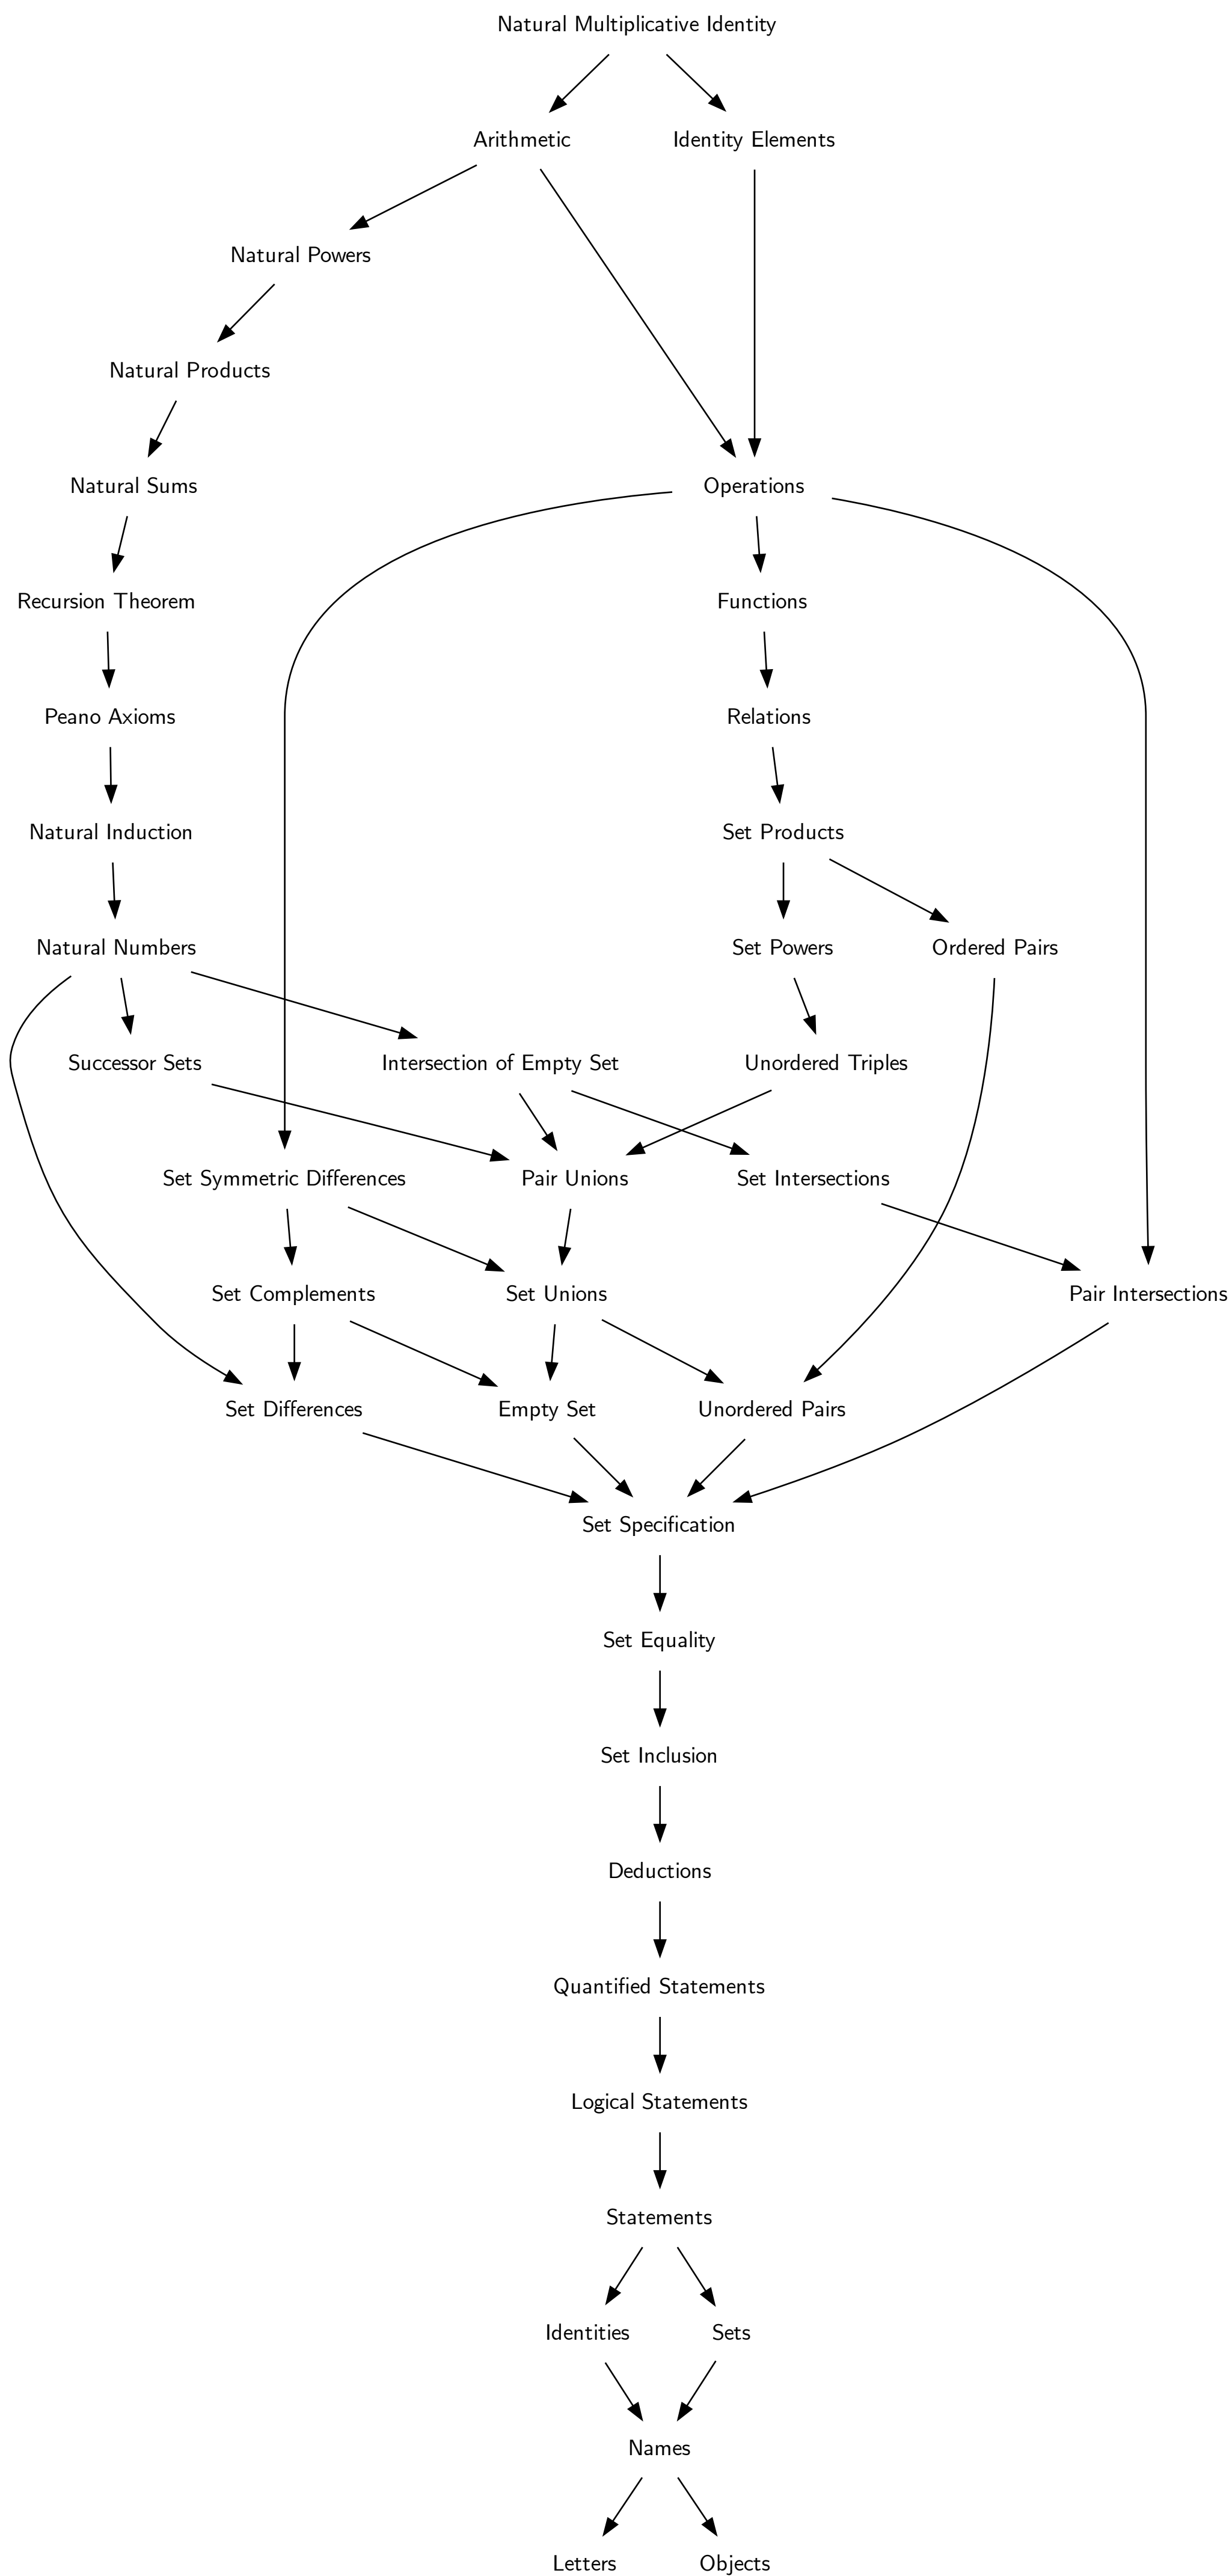 Natural Multiplicative Identity
Arithmetic
Identity Elements
Natural Powers
Natural Products
Natural Sums
Operations
Recursion Theorem
Functions
Peano Axioms
Relations
Natural Induction
Set Products
Natural Numbers
Set Powers
Ordered Pairs
Successor Sets
Intersection of Empty Set
Unordered Triples
Set Symmetric Differences
Pair Unions
Set Intersections
Set Complements
Set Unions
Pair Intersections
Set Differences
Empty Set
Unordered Pairs
Set Specification
Set Equality
Set Inclusion
Deductions
Quantified Statements
Logical Statements
Statements
Identities
Sets
Names
Letters
Objects